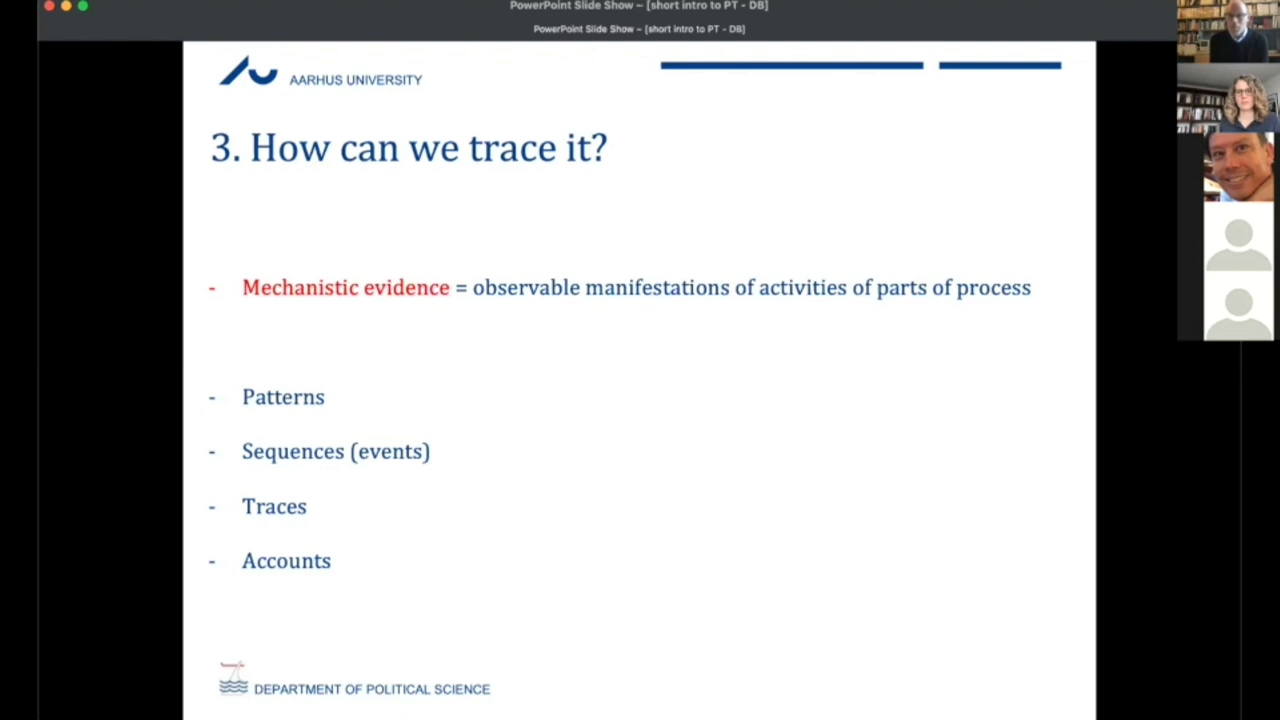 PowerPoint Slide Show – [short intro to PT - DB]
PowerPoint Slide Show – [short intro to PT - DB]
AARHUS UNIVERSITY
3. How can we trace it?
- Mechanistic evidence = observable manifestations of activities of parts of process
- Patterns
- Sequences (events)
- Traces
- Accounts
DEPARTMENT OF POLITICAL SCIENCE